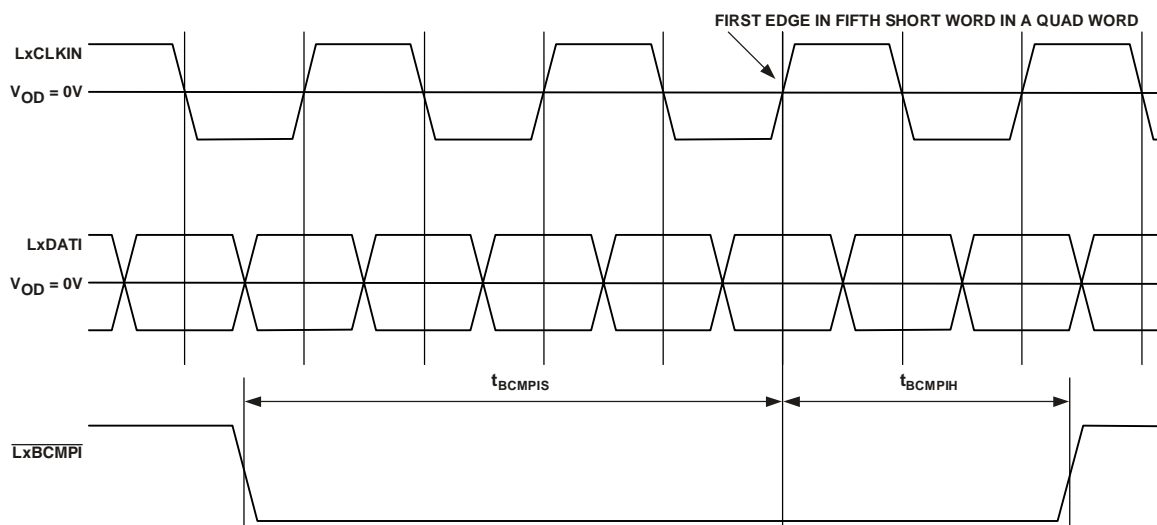 FIRST EDGE IN FIFTH SHORT WORD IN A QUAD WORD
LxCLKIN
VOD = 0V
LxDATI
VOD = 0V
tBCMPIS
tBCMPIH
LxBCMPI